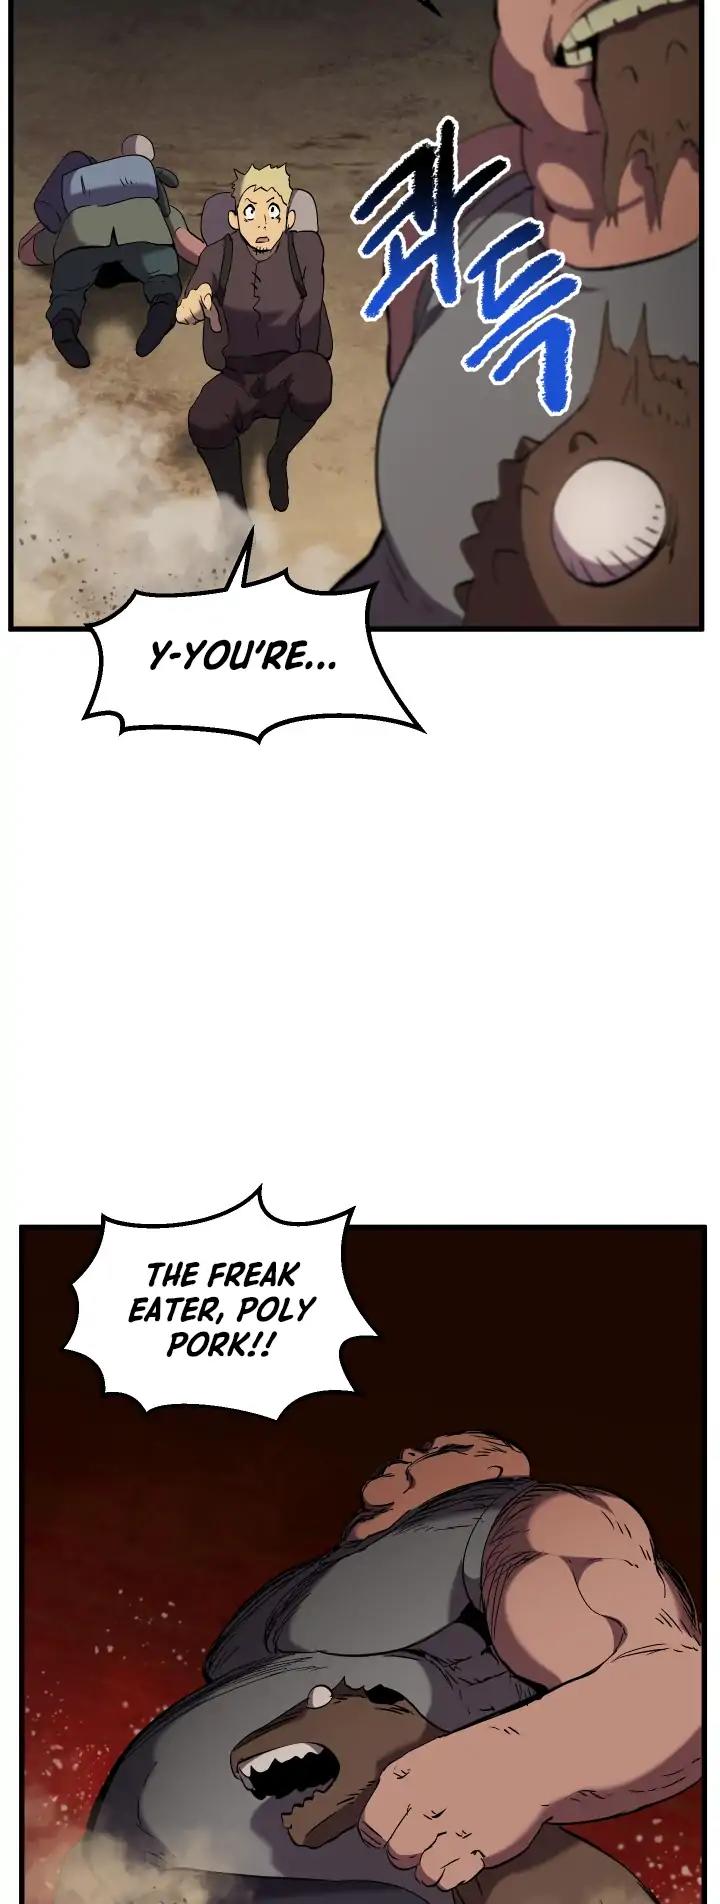 콰득
Y-YOU'RE...
THE FREAK
EATER, POLY
PORK!!